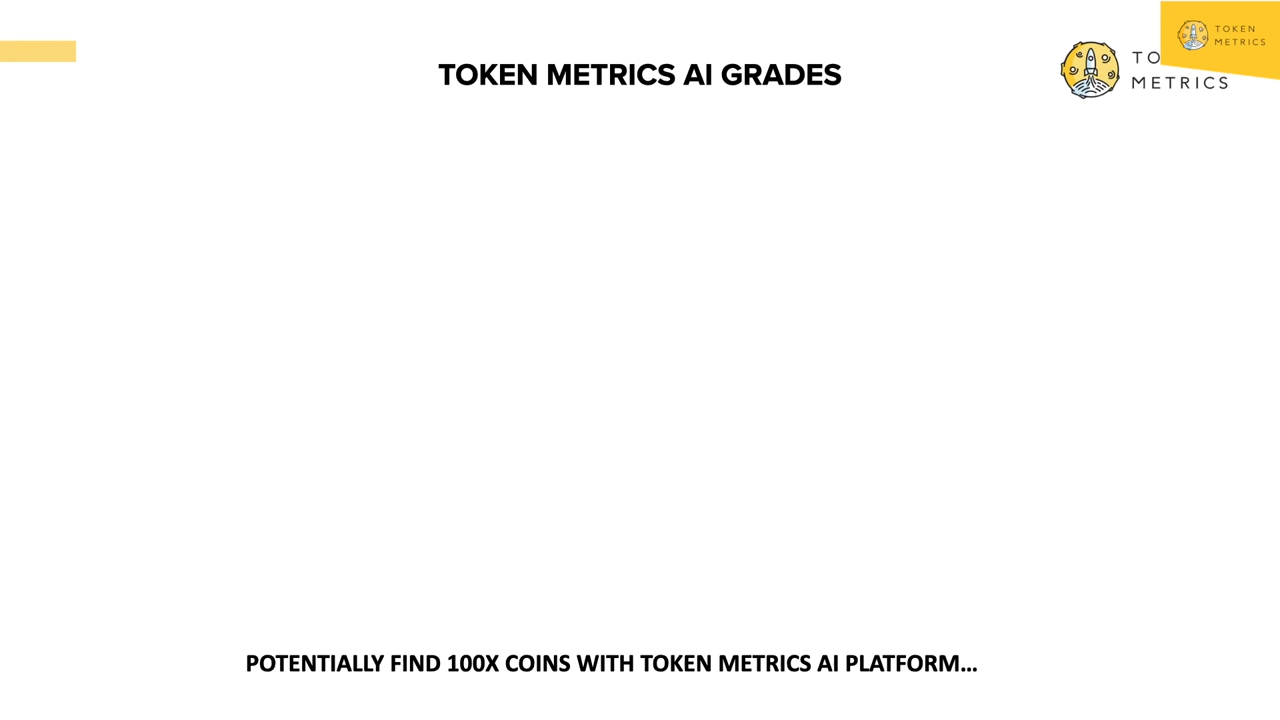 TOKEN METRICS AI GRADES
TO
METRICS
TOKEN
METRICS
POTENTIALLY FIND 100X COINS WITH TOKEN METRICS AI PLATFORM...